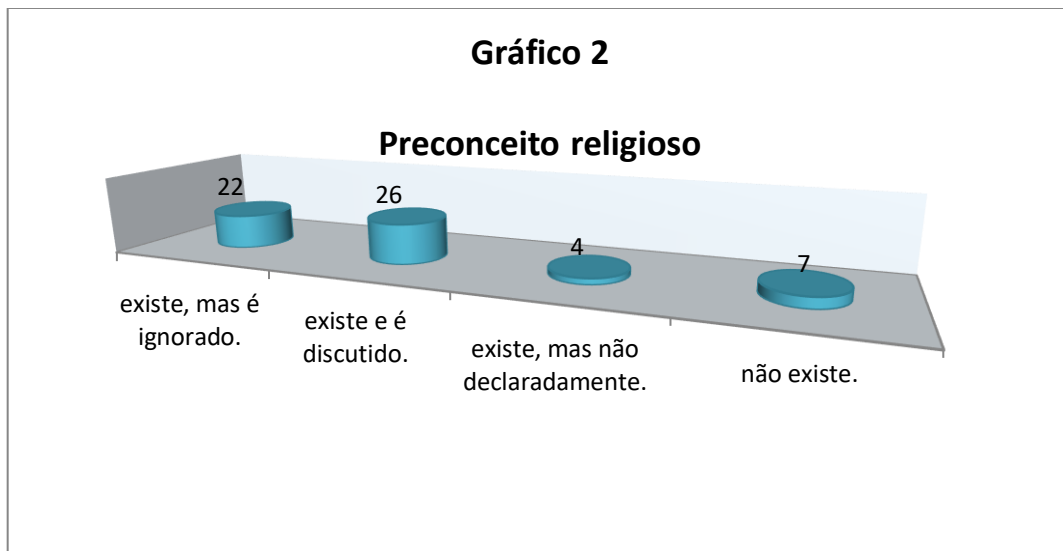 Gráfico 2
Preconceito religioso
22
26
4
7
existe, mas é
ignorado.
existe e é
discutido.
existe, mas não
declaradamente.
não existe.